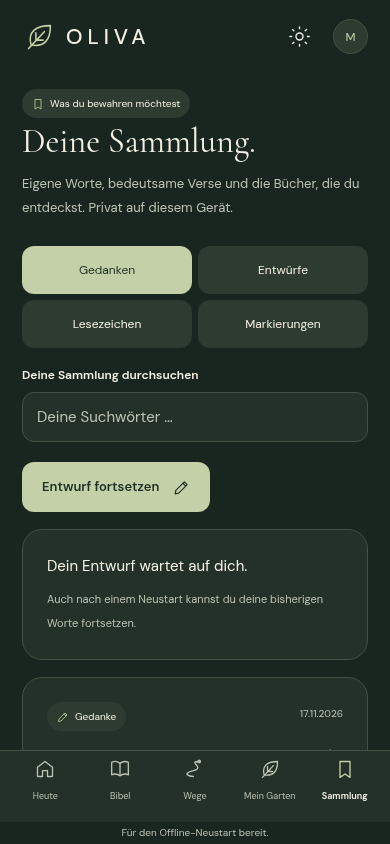 OLIVA
M
Was du bewahren möchtest
Deine Sammlung.
Eigene Worte, bedeutsame Verse und die Bücher, die du
entdeckst. Privat auf diesem Gerät.
Gedanken
Entwürfe
Lesezeichen
Markierungen
Deine Sammlung durchsuchen
Deine Suchwörter …
Entwurf fortsetzen
Dein Entwurf wartet auf dich.
Auch nach einem Neustart kannst du deine bisherigen
Worte fortsetzen.
Gedanke
17.11.2026
Heute
Bibel
Wege
Mein Garten
Sammlung
Für den Offline-Neustart bereit.